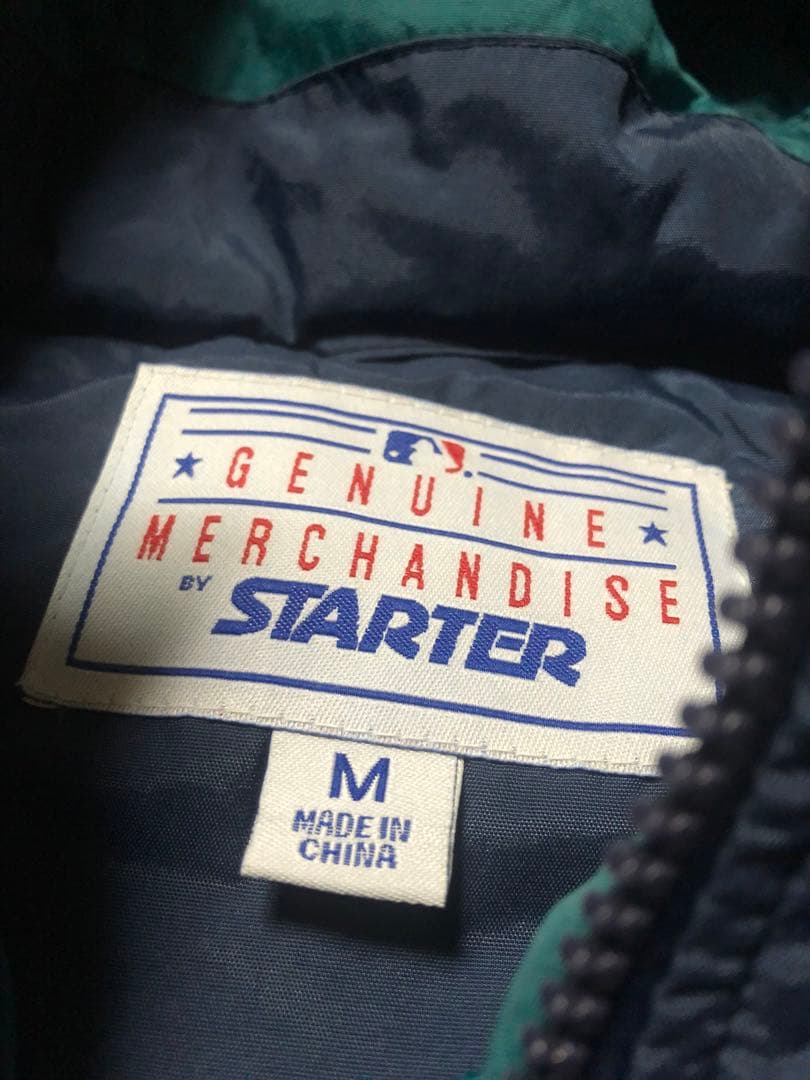 GENUINE
MERCHANDISE
BY STARTER
M
MADE IN
CHINA